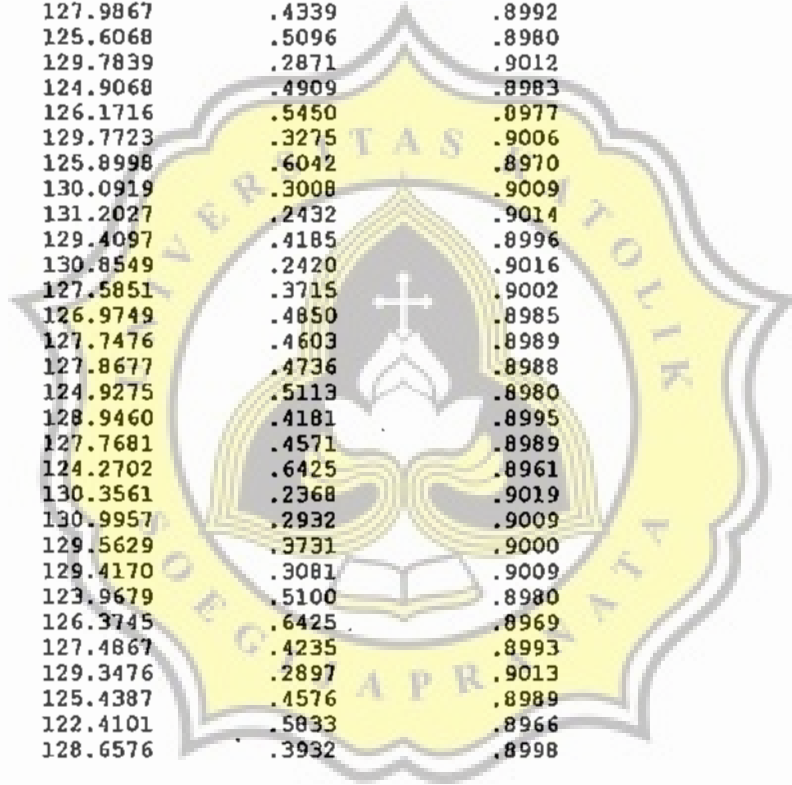 127.9867 .4339 .8992
125.6068 .5096 .8980
129.7839 .2871 .9012
124.9068 .4909 .8983
126.1716 .5450 .8977
129.7723 .3275 .9006
125.8998 .6042 .8970
130.0919 .3008 .9009
131.2027 .2432 .9014
129.4097 .4185 .8996
130.8549 .2420 .9016
127.5851 .3715 .9002
126.9749 .4850 .8985
127.7476 .4603 .8989
127.8677 .4736 .8988
124.9275 .5113 .8980
128.9460 .4181 .8995
127.7681 .4571 .8989
124.2702 .6425 .8961
130.3561 .2368 .9019
130.9957 .2932 .9009
129.5629 .3731 .9000
129.4170 .3081 .9009
123.9679 .5100 .8980
126.3745 .6425 .8969
127.4867 .4235 .8993
129.3476 .2897 .9013
125.4387 .4576 .8989
122.4101 .5833 .8966
128.6576 .3932 .8998
UNIVERSITAS KATOLIK
SOEGIJAPRANATA